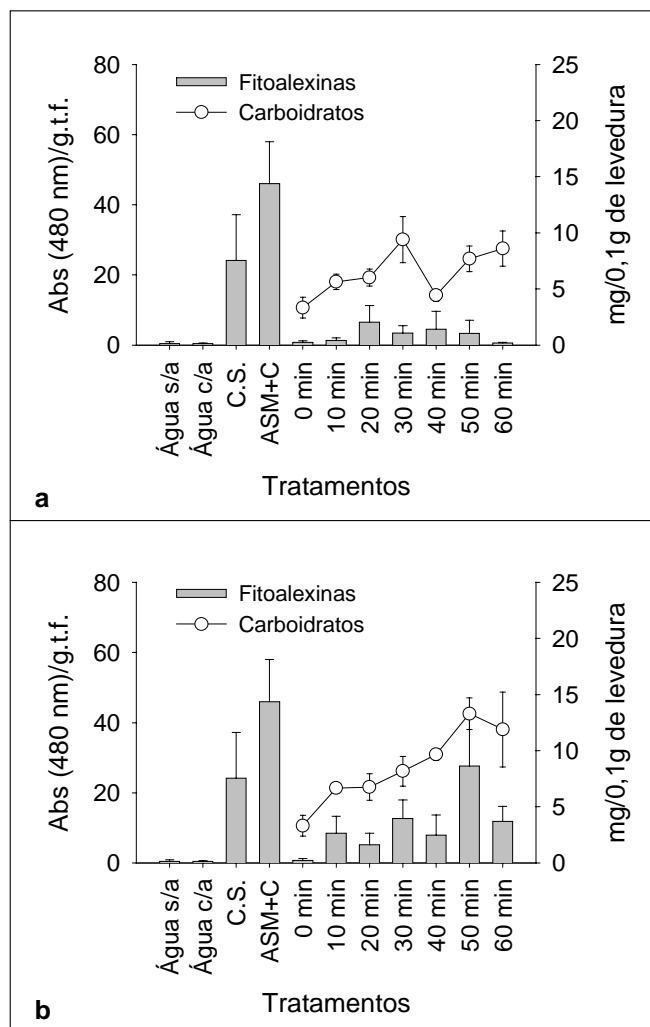 80
60
40
20
0
Abs (480 nm)/g.t.f.
Fitoalexinas
Carboidratos
25
20
15
10
5
0
mg/0,1g de levedura
Água s/a
Água c/a
C.S.
ASM+C
0 min
10 min
20 min
30 min
40 min
50 min
60 min
Tratamentos
a
80
60
40
20
0
Abs (480 nm)/g.t.f.
Fitoalexinas
Carboidratos
25
20
15
10
5
0
mg/0,1g de levedura
Água s/a
Água c/a
C.S.
ASM+C
0 min
10 min
20 min
30 min
40 min
50 min
60 min
Tratamentos
b